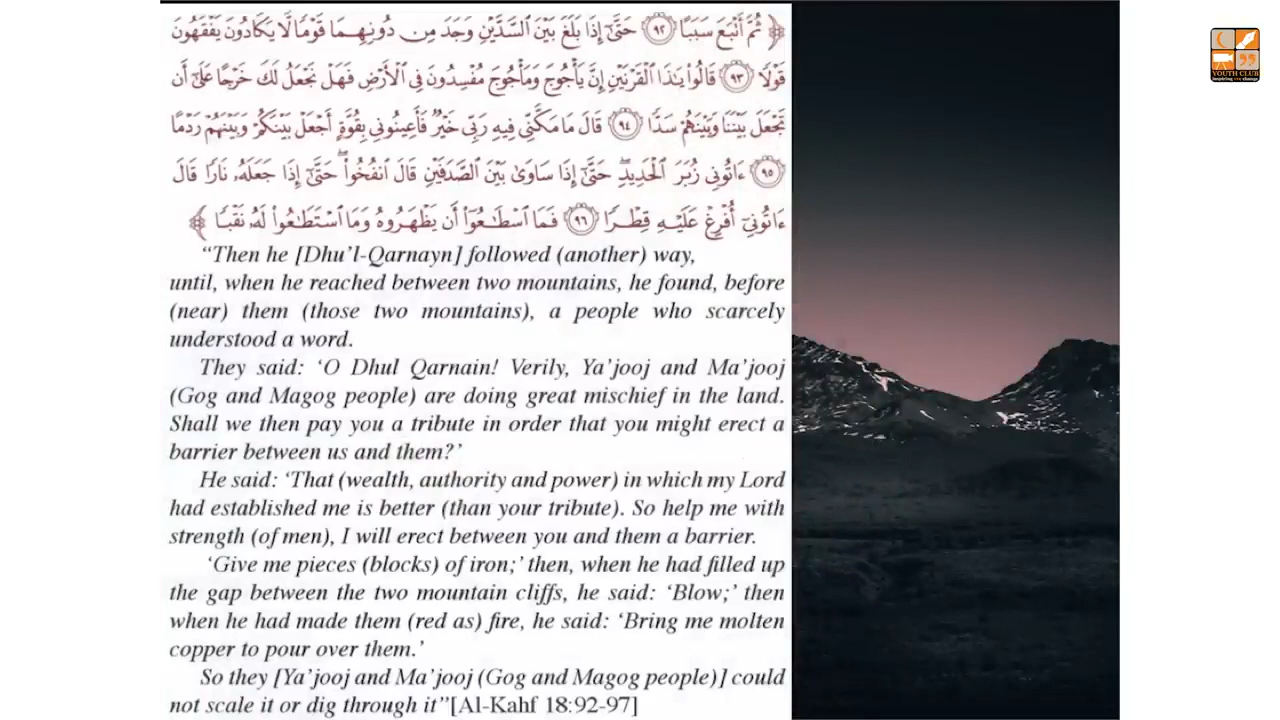 ﴿ ثُمَّ أَتْبَعَ سَبَبًا ﴿٩٢﴾ حَتَّىٰٓ إِذَا بَلَغَ بَيْنَ ٱلسَّدَّيْنِ وَجَدَ مِن دُونِهِمَا قَوْمًا لَّا يَكَادُونَ يَفْقَهُونَ
قَوْلًا ﴿٩٣﴾ قَالُوا۟ يَٰذَا ٱلْقَرْنَيْنِ إِنَّ يَأْجُوجَ وَمَأْجُوجَ مُفْسِدُونَ فِى ٱلْأَرْضِ فَهَلْ نَجْعَلُ لَكَ خَرْجًا عَلَىٰٓ أَن
تَجْعَلَ بَيْنَنَا وَبَيْنَهُمْ سَدًّا ﴿٩٤﴾ قَالَ مَا مَكَّنِّى فِيهِ رَبِّى خَيْرٌ فَأَعِينُونِى بِقُوَّةٍ أَجْعَلْ بَيْنَكُمْ وَبَيْنَهُمْ رَدْمًا
﴿٩٥﴾ ءَاتُونِى زُبَرَ ٱلْحَدِيدِ ۖ حَتَّىٰٓ إِذَا سَاوَىٰ بَيْنَ ٱلصَّدَفَيْنِ قَالَ ٱنفُخُوا۟ ۖ حَتَّىٰٓ إِذَا جَعَلَهُۥ نَارًا قَالَ
ءَاتُونِىٓ أُفْرِغْ عَلَيْهِ قِطْرًا ﴿٩٦﴾ فَمَا ٱسْطَٰعُوٓا۟ أَن يَظْهَرُوهُ وَمَا ٱسْتَطَٰعُوا۟ لَهُۥ نَقْبًا ﴾
“Then he [Dhu’l-Qarnayn] followed (another) way,
until, when he reached between two mountains, he found, before
(near) them (those two mountains), a people who scarcely
understood a word.
They said: ‘O Dhul Qarnain! Verily, Ya’jooj and Ma’jooj
(Gog and Magog people) are doing great mischief in the land.
Shall we then pay you a tribute in order that you might erect a
barrier between us and them?’
He said: ‘That (wealth, authority and power) in which my Lord
had established me is better (than your tribute). So help me with
strength (of men), I will erect between you and them a barrier.
‘Give me pieces (blocks) of iron;’ then, when he had filled up
the gap between the two mountain cliffs, he said: ‘Blow;’ then
when he had made them (red as) fire, he said: ‘Bring me molten
copper to pour over them.’
So they [Ya’jooj and Ma’jooj (Gog and Magog people)] could
not scale it or dig through it”[Al-Kahf 18:92-97]
YOUTH CLUB